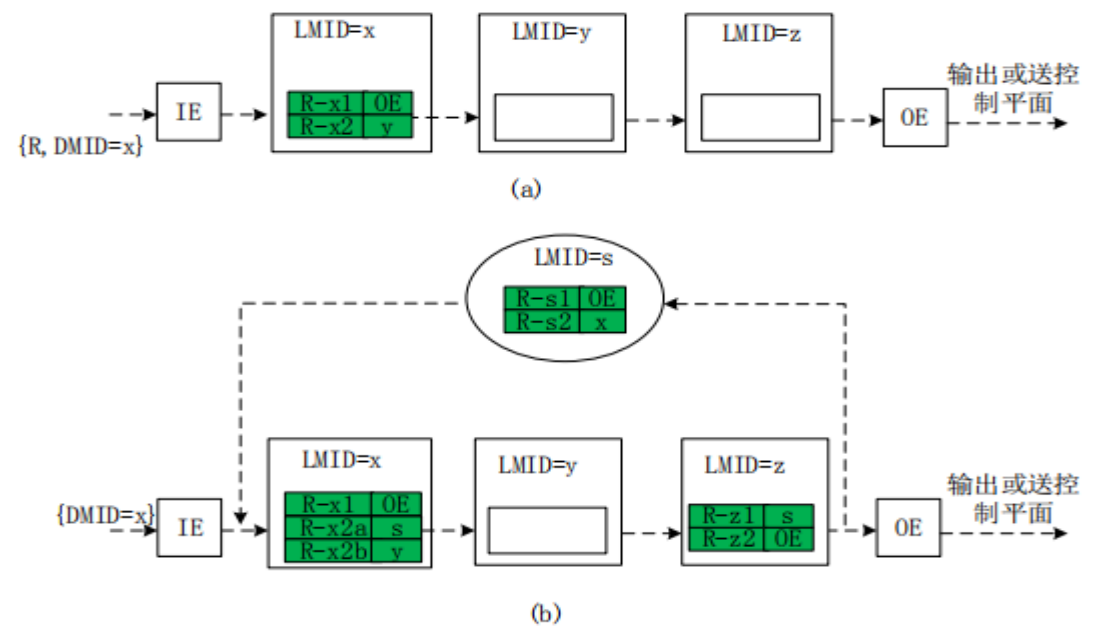 LMID=x
LMID=y
LMID=z
R-x1 OE
R-x2 y
IE
OE
输出或送控
制平面
{R, DMID=x}
(a)
LMID=s
R-s1 OE
R-s2 x
LMID=x
LMID=y
LMID=z
R-x1 OE
R-x2a s
R-x2b y
R-z1 s
R-z2 OE
{DMID=x}
IE
OE
输出或送控
制平面
(b)